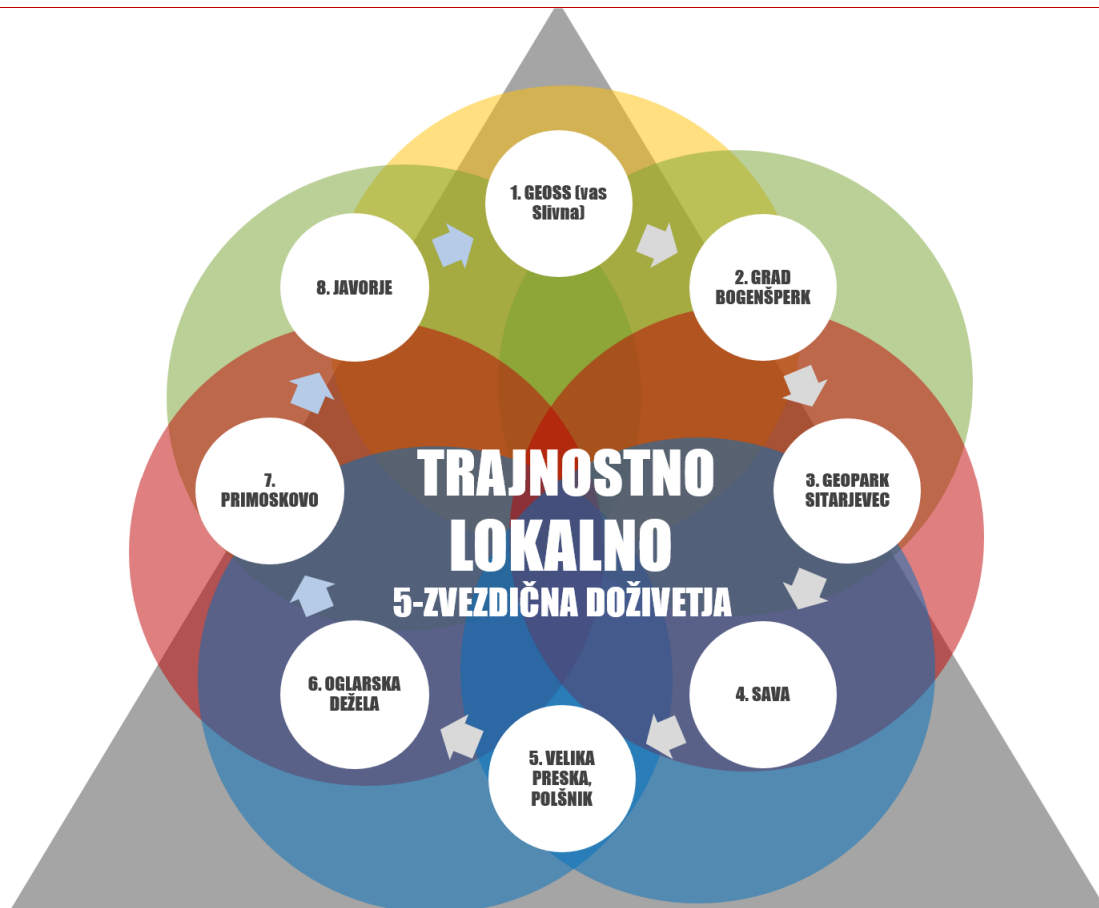 1. GEOSS (vas
Slivna)
2. GRAD
BOGENŠPERK
3. GEOPARK
SITARJEVEC
4. SAVA
5. VELIKA
PRESKA,
POLŠNIK
6. OGLARSKA
DEŽELA
7.
PRIMOSKOVO
8. JAVORJE
TRAJNOSTNO
LOKALNO
5-ZVEZDIČNA DOŽIVETJA